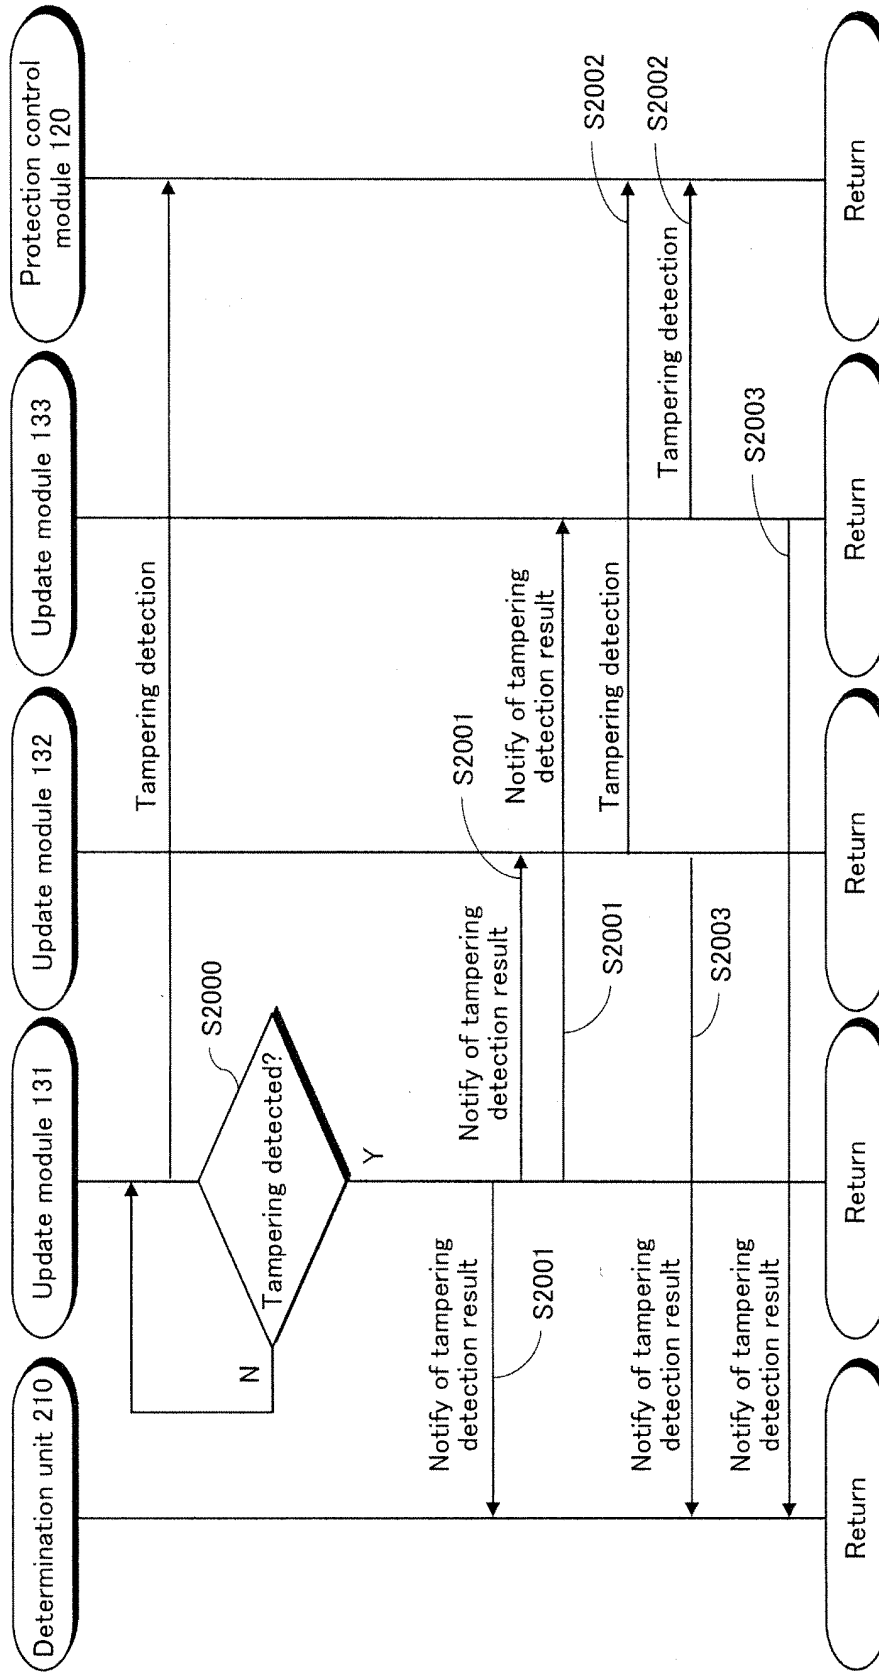 Determination unit 210
Update module 131
Update module 132
Update module 133
Protection control
module 120
Tampering detection
N
Tampering detected?
S2000
Y
Notify of tampering
detection result
S2001
Notify of tampering
detection result
S2001
Notify of tampering
detection result
S2001
Tampering detection
S2002
Notify of tampering
detection result
S2003
Tampering detection
S2002
Notify of tampering
detection result
S2003
Return
Return
Return
Return
Return